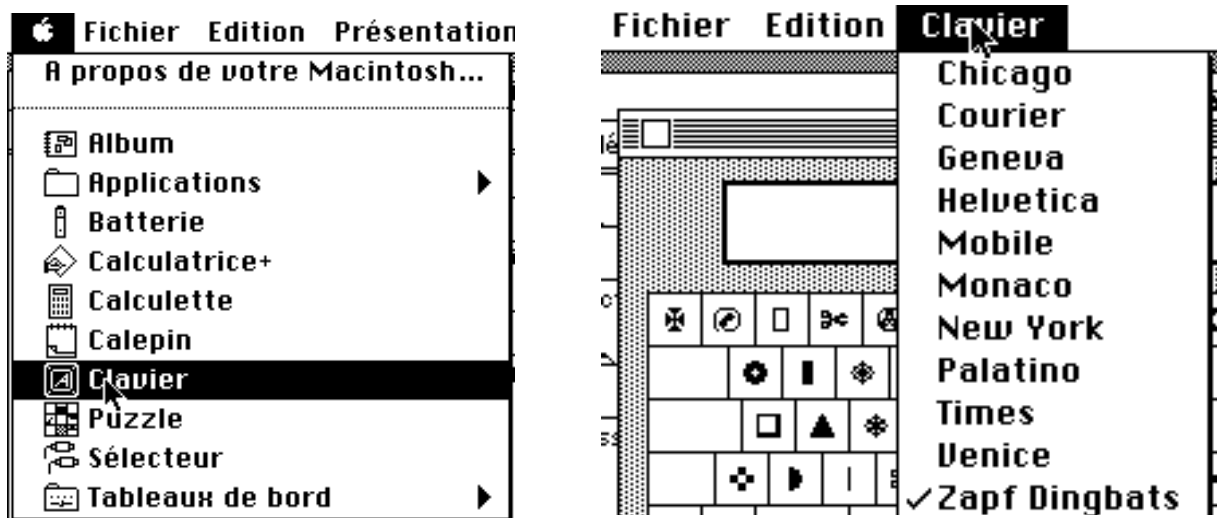 Fichier Edition Présentation
A propos de votre Macintosh...
Album
Applications
Batterie
Calculatrice+
Calculette
Calepin
Clavier
Puzzle
Sélecteur
Tableaux de bord
Fichier Edition Clavier
Chicago
Courier
Geneva
Helvetica
Mobile
Monaco
New York
Palatino
Times
Venice
✓Zapf Dingbats